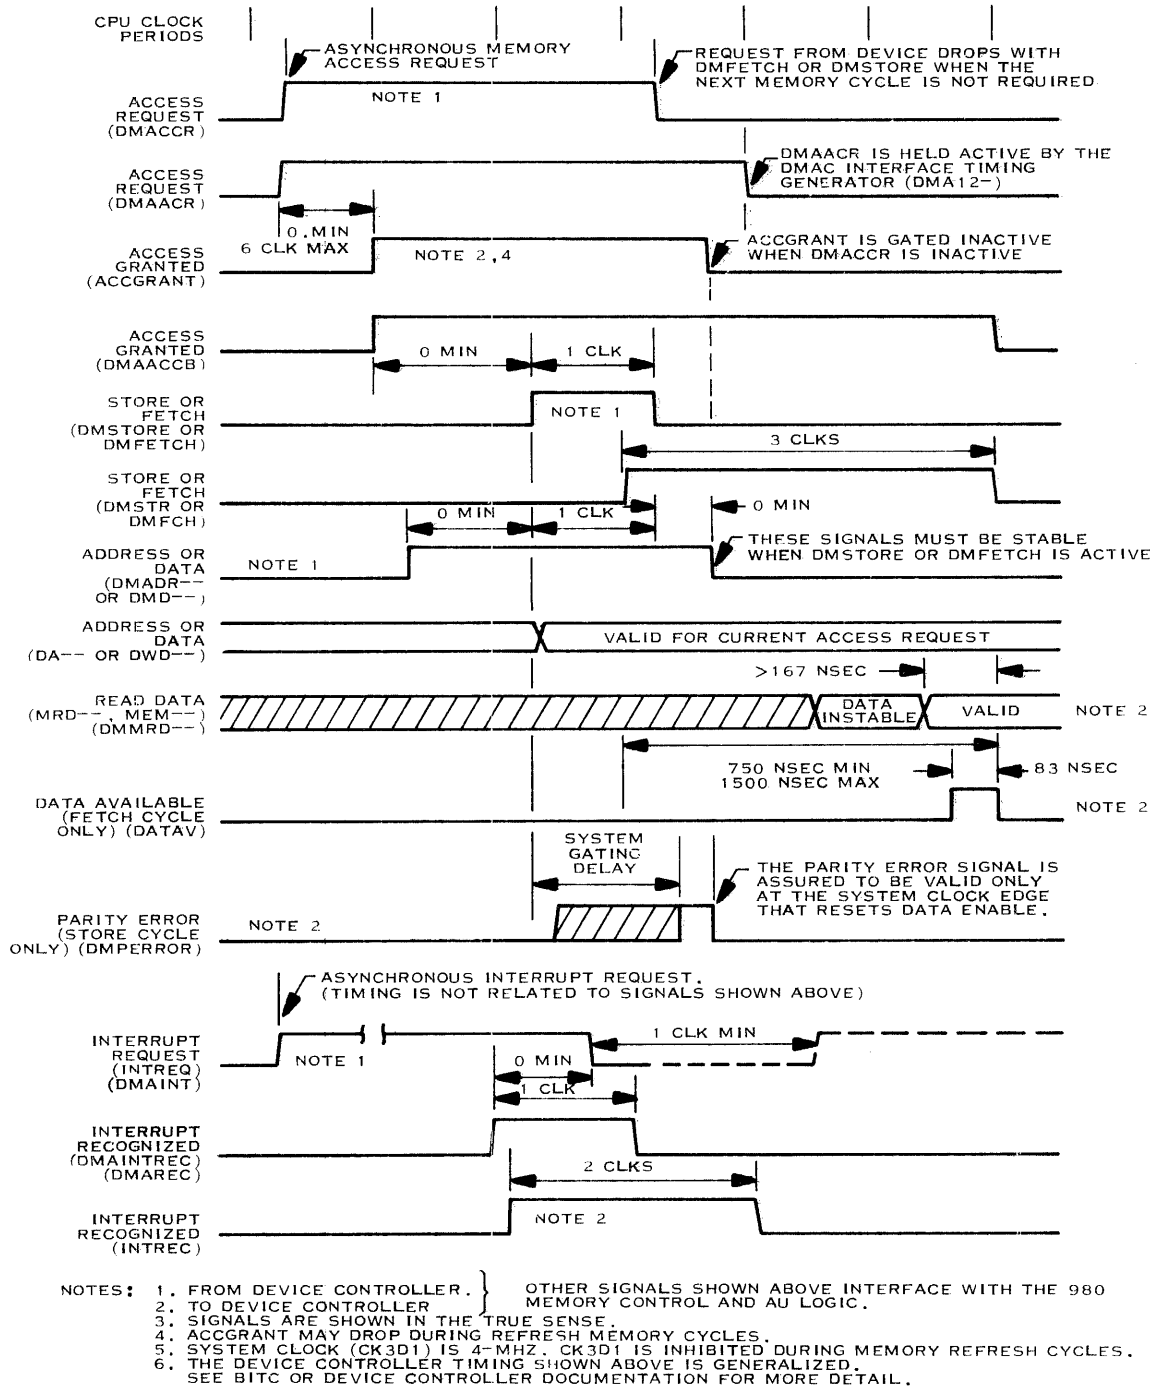 CPU CLOCK
PERIODS
ASYNCHRONOUS MEMORY
ACCESS REQUEST
REQUEST FROM DEVICE DROPS WITH
DMFETCH OR DMSTORE WHEN THE
NEXT MEMORY CYCLE IS NOT REQUIRED
ACCESS
REQUEST
(DMACCR)
NOTE 1
ACCESS
REQUEST
(DMAACR)
DMAACR IS HELD ACTIVE BY THE
DMAC INTERFACE TIMING
GENERATOR (DMA12-)
0.MIN
6 CLK MAX
ACCESS
GRANTED
(ACCGRANT)
NOTE 2,4
ACCGRANT IS GATED INACTIVE
WHEN DMACCR IS INACTIVE
ACCESS
GRANTED
(DMAACCB)
0 MIN
1 CLK
STORE OR
FETCH
(DMSTORE OR
DMFETCH)
NOTE 1
3 CLKS
STORE OR
FETCH
(DMSTR OR
DMFCH)
0 MIN
1 CLK
0 MIN
ADDRESS OR
DATA
(DMADR--
OR DMD--)
NOTE 1
THESE SIGNALS MUST BE STABLE
WHEN DMSTORE OR DMFETCH IS ACTIVE
ADDRESS OR
DATA
(DA-- OR DWD--)
VALID FOR CURRENT ACCESS REQUEST
>167 NSEC
READ DATA
(MRD--, MEM--)
(DMMRD--)
DATA
INSTABLE
VALID
NOTE 2
750 NSEC MIN
1500 NSEC MAX
83 NSEC
DATA AVAILABLE
(FETCH CYCLE
ONLY) (DATAV)
NOTE 2
SYSTEM
GATING
DELAY
THE PARITY ERROR SIGNAL IS
ASSURED TO BE VALID ONLY
AT THE SYSTEM CLOCK EDGE
THAT RESETS DATA ENABLE.
PARITY ERROR
(STORE CYCLE
ONLY) (DMPERROR)
NOTE 2
ASYNCHRONOUS INTERRUPT REQUEST.
(TIMING IS NOT RELATED TO SIGNALS SHOWN ABOVE)
INTERRUPT
REQUEST
(INTREQ)
(DMAINT)
NOTE 1
1 CLK MIN
0 MIN
1 CLK
INTERRUPT
RECOGNIZED
(DMAINTREC)
(DMAREC)
2 CLKS
INTERRUPT
RECOGNIZED
(INTREC)
NOTE 2
NOTES: 1. FROM DEVICE CONTROLLER.
2. TO DEVICE CONTROLLER
OTHER SIGNALS SHOWN ABOVE INTERFACE WITH THE 980
MEMORY CONTROL AND AU LOGIC.
3. SIGNALS ARE SHOWN IN THE TRUE SENSE.
4. ACCGRANT MAY DROP DURING REFRESH MEMORY CYCLES.
5. SYSTEM CLOCK (CK3D1) IS 4-MHZ. CK3D1 IS INHIBITED DURING MEMORY REFRESH CYCLES.
6. THE DEVICE CONTROLLER TIMING SHOWN ABOVE IS GENERALIZED.
SEE BITC OR DEVICE CONTROLLER DOCUMENTATION FOR MORE DETAIL.